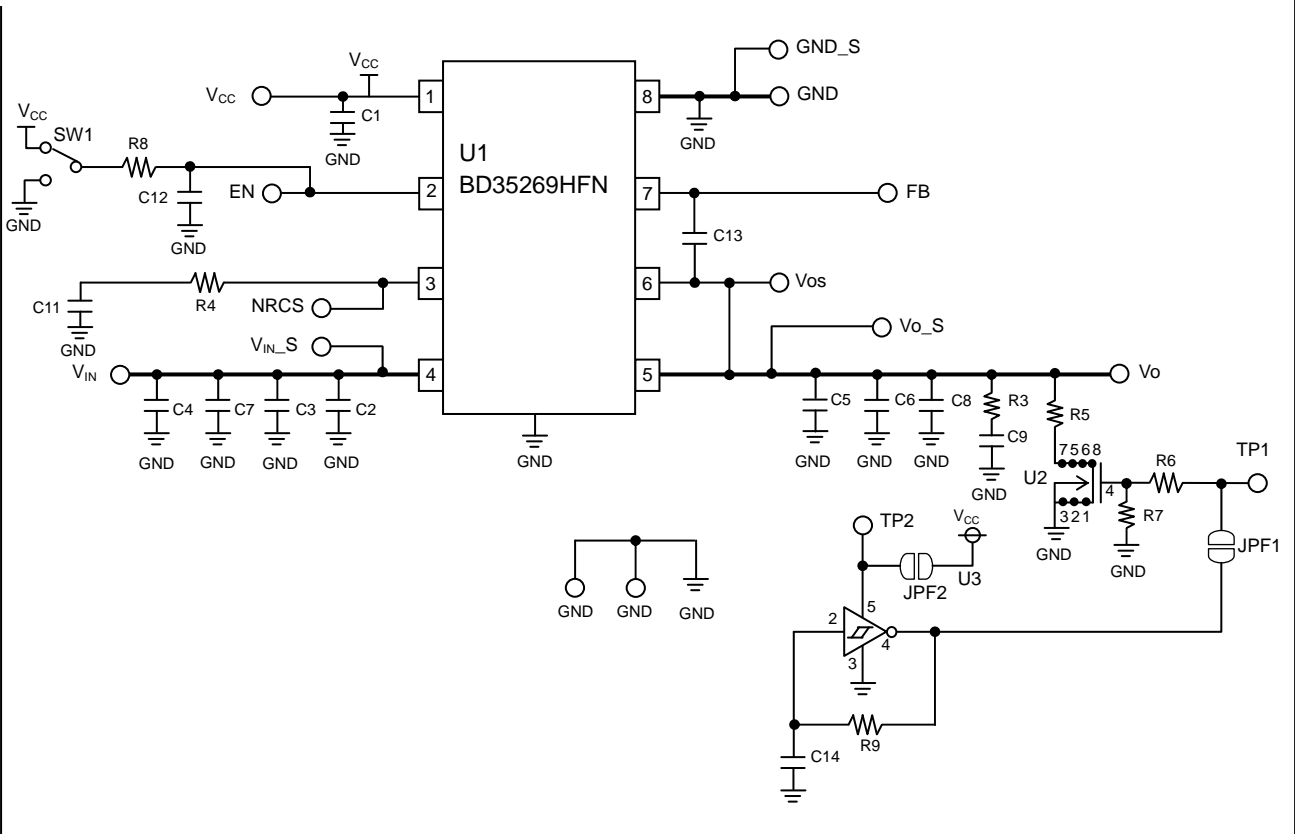 GND_S
VCC
VCC
1
8
GND
VCC
C1
SW1
GND
GND
R8
U1
BD35269HFN
C12
EN
2
7
FB
GND
GND
C13
3
6
Vos
C11
R4
NRCS
Vo_S
GND
VIN_S
VIN
4
5
Vo
C4
C7
C3
C2
C5
C6
C8
R3
R5
C9
GND
GND
GND
GND
GND
GND
GND
GND
GND
7568
TP1
R6
U2
4
321
R7
GND
GND
TP2
VCC
JPF1
JPF2
U3
GND
GND
GND
5
2
4
3
R9
C14